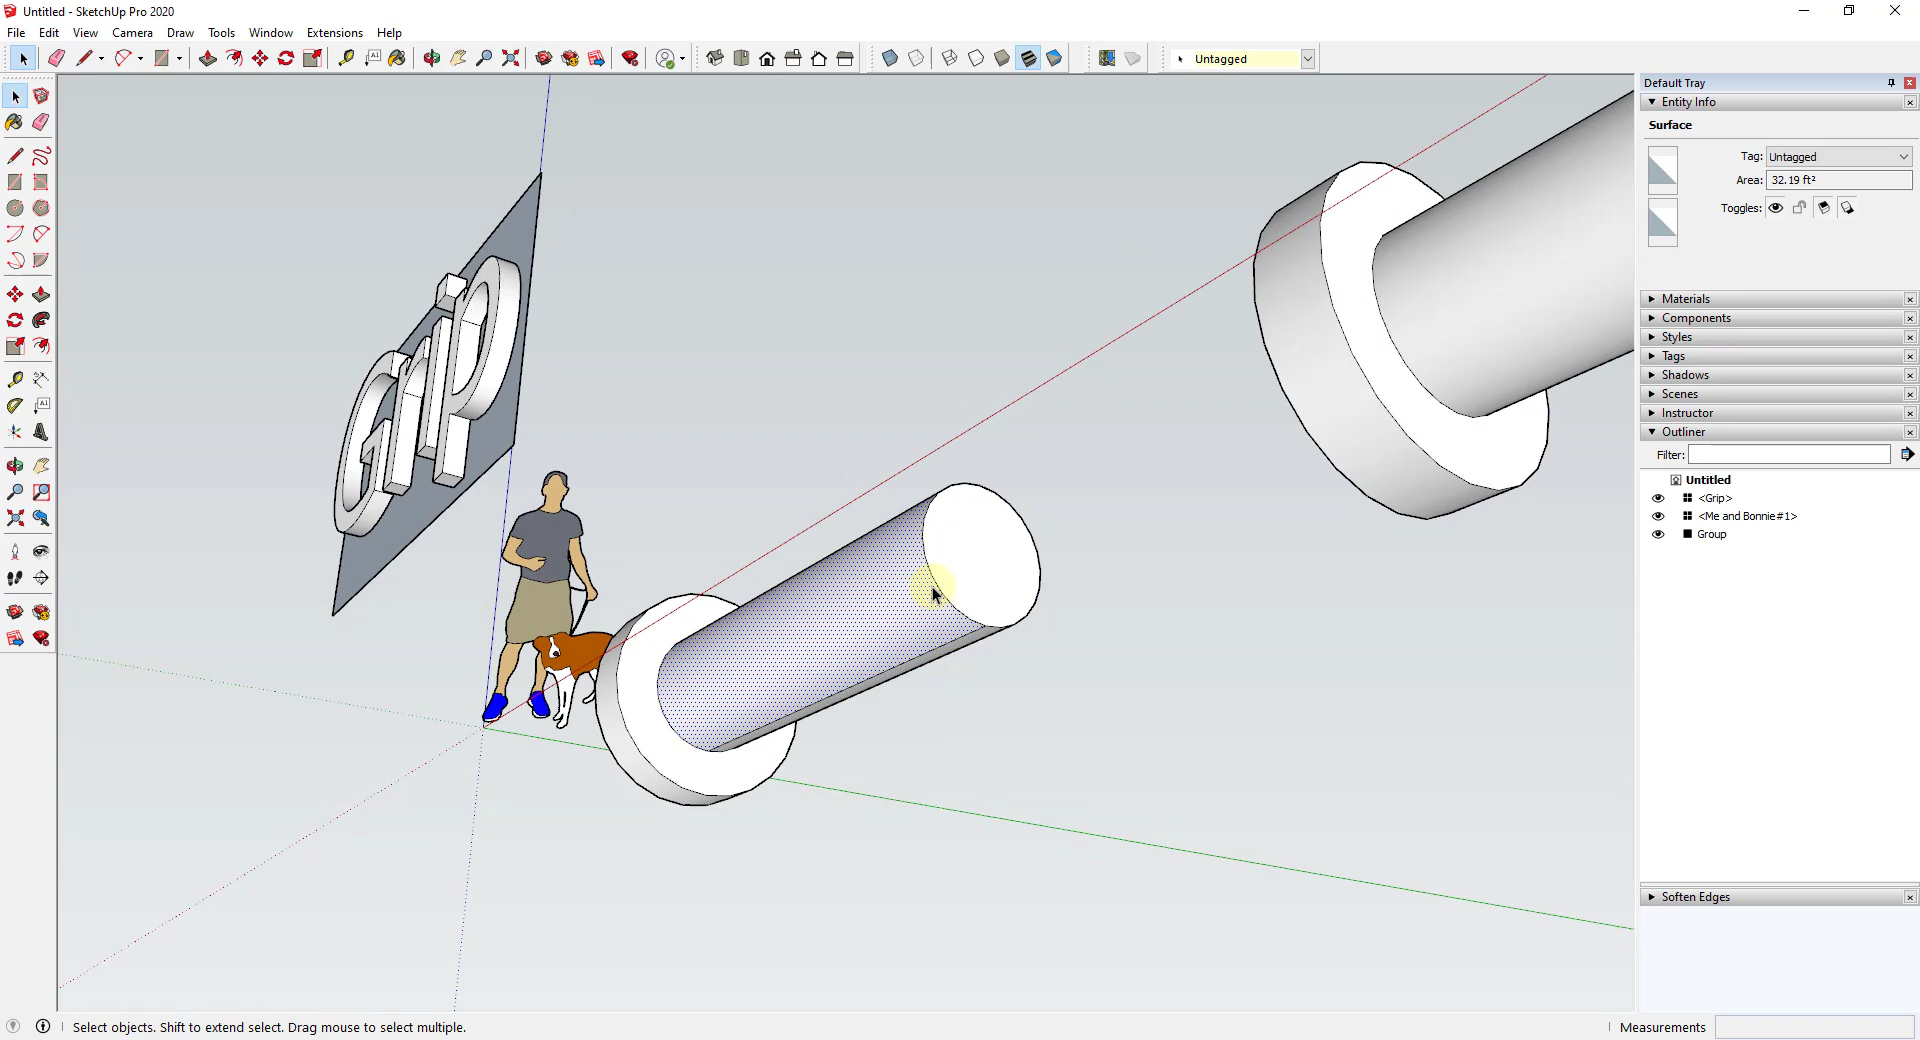 Untitled - SketchUp Pro 2020
File Edit View Camera Draw Tools Window Extensions Help
Untagged
Default Tray
Entity Info
Surface
Tag: Untagged
Area: 32.19 ft²
Toggles:
Materials
Components
Styles
Tags
Shadows
Scenes
Instructor
Outliner
Filter:
Untitled
<Grip>
<Me and Bonnie#1>
Group
Soften Edges
Grip
Select objects. Shift to extend select. Drag mouse to select multiple.
Measurements